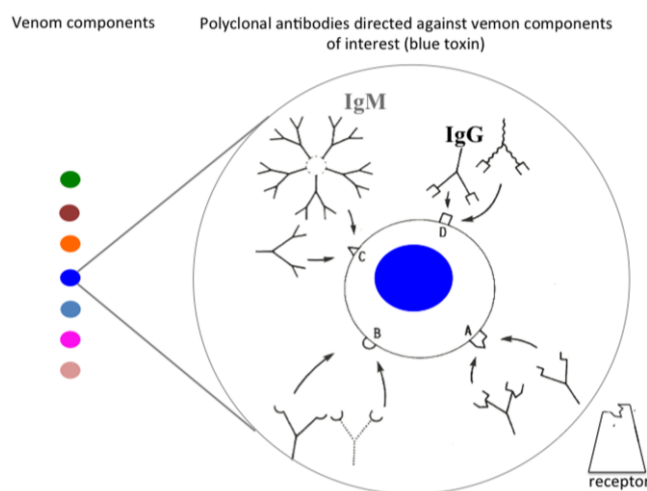 Venom components
Polyclonal antibodies directed against vemon components
of interest (blue toxin)
IgM
IgG
D
C
B
A
receptor